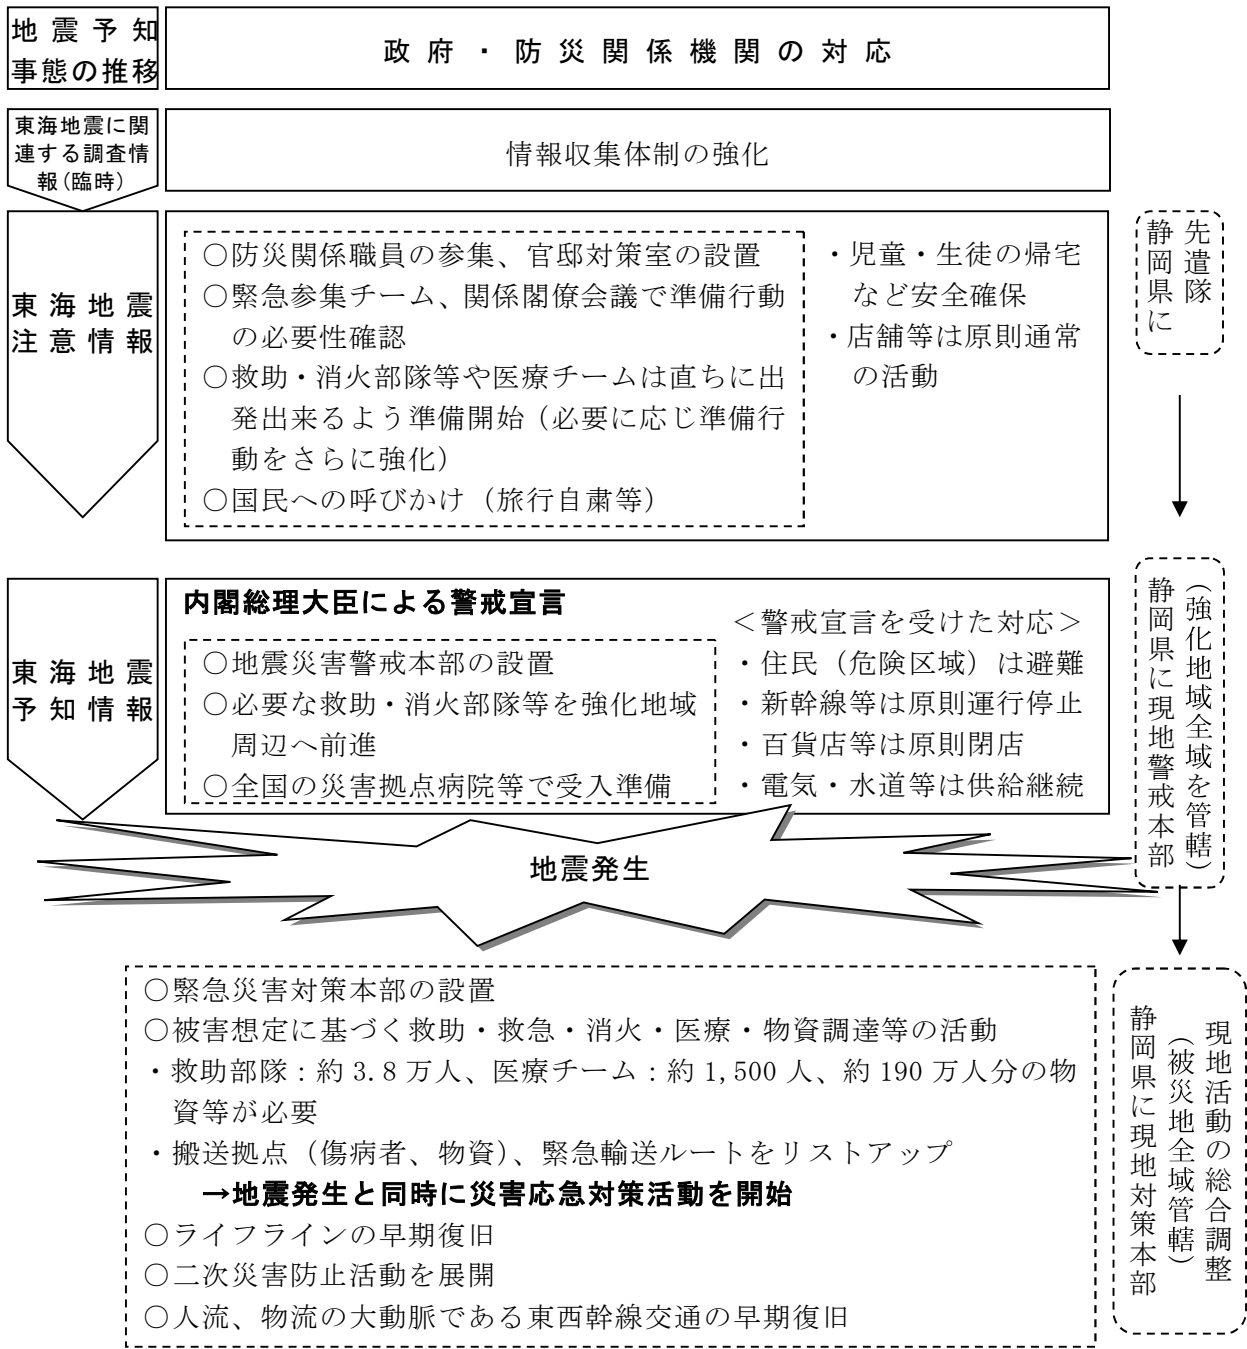 地震予知
事態の推移
政府・防災関係機関の対応
東海地震に関
連する調査情
報(臨時)
情報収集体制の強化
東海地震
注意情報
○防災関係職員の参集、官邸対策室の設置
○緊急参集チーム、関係閣僚会議で準備行動
の必要性確認
○救助・消火部隊等や医療チームは直ちに出
発出来るよう準備開始（必要に応じ準備行
動をさらに強化）
○国民への呼びかけ（旅行自粛等）
・児童・生徒の帰宅
など安全確保
・店舗等は原則通常
の活動
先遣隊
静岡県に
東海地震
予知情報
内閣総理大臣による警戒宣言
○地震災害警戒本部の設置
○必要な救助・消火部隊等を強化地域
周辺へ前進
○全国の災害拠点病院等で受入準備
＜警戒宣言を受けた対応＞
・住民（危険区域）は避難
・新幹線等は原則運行停止
・百貨店等は原則閉店
・電気・水道等は供給継続
（強化地域全域を管轄）
静岡県に現地警戒本部
地震発生
○緊急災害対策本部の設置
○被害想定に基づく救助・救急・消火・医療・物資調達等の活動
・救助部隊：約 3.8 万人、医療チーム：約 1,500 人、約 190 万人分の物
資等が必要
・搬送拠点（傷病者、物資）、緊急輸送ルートをリストアップ
→地震発生と同時に災害応急対策活動を開始
○ライフラインの早期復旧
○二次災害防止活動を展開
○人流、物流の大動脈である東西幹線交通の早期復旧
現地活動の総合調整
（被災地全域管轄）
静岡県に現地対策本部